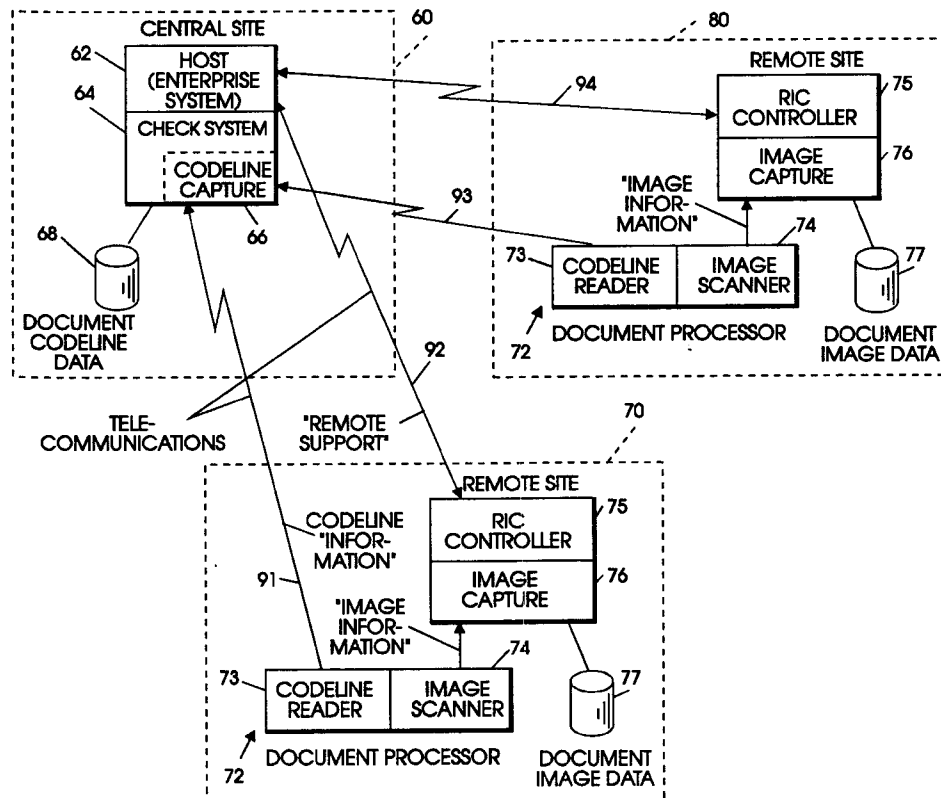 CENTRAL SITE
60
62
HOST
(ENTERPRISE
SYSTEM)
64
CHECK SYSTEM
CODELINE
CAPTURE
66
68
DOCUMENT
CODELINE
DATA
80
REMOTE SITE
94
RIC
CONTROLLER
75
IMAGE
CAPTURE
76
"IMAGE
INFOR-
MATION"
93
73
74
CODELINE
READER
IMAGE
SCANNER
77
72
DOCUMENT PROCESSOR
DOCUMENT
IMAGE DATA
92
TELE-
COMMUNICATIONS
"REMOTE
SUPPORT"
70
REMOTE SITE
RIC
CONTROLLER
75
CODELINE
"INFOR-
MATION"
91
IMAGE
CAPTURE
76
"IMAGE
INFOR-
MATION"
73
74
CODELINE
READER
IMAGE
SCANNER
77
72
DOCUMENT PROCESSOR
DOCUMENT
IMAGE DATA